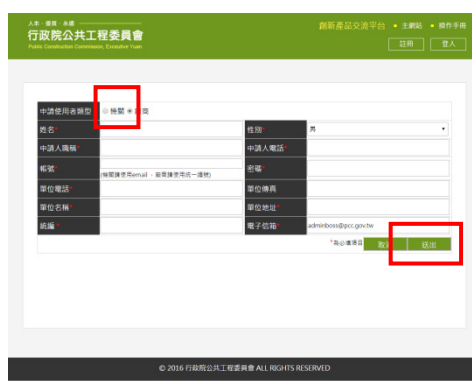 人本‧優質‧永續
行政院公共工程委員會
Public Construction Commission, Executive Yuan
創新產品交流平台 • 主網站 • 操作手冊
註冊 登入
申請使用者類型 機關 廠商
姓名* 性別* 男
申請人職稱* 申請人電話*
帳號* (機關請使用email,廠商請使用統一編號) 密碼*
單位電話* 單位傳真
單位名稱* 單位地址*
統編* 電子信箱* adminboss@pcc.gov.tw
*為必填項目 取消 送出
© 2016 行政院公共工程委員會 ALL RIGHTS RESERVED